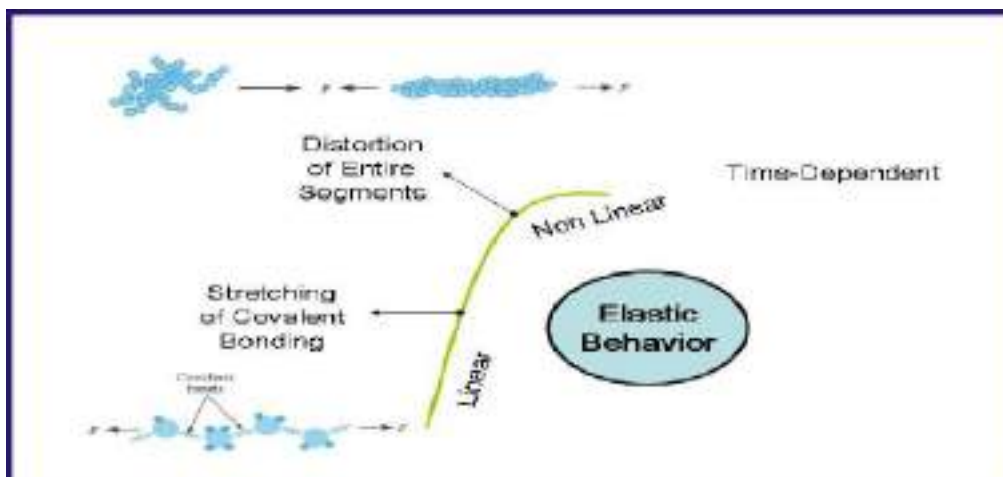 F
F
Distortion
of Entire
Segments
Time-Dependent
Non Linear
Stretching
of Covalent
Bonding
Elastic
Behavior
Linear
F
F